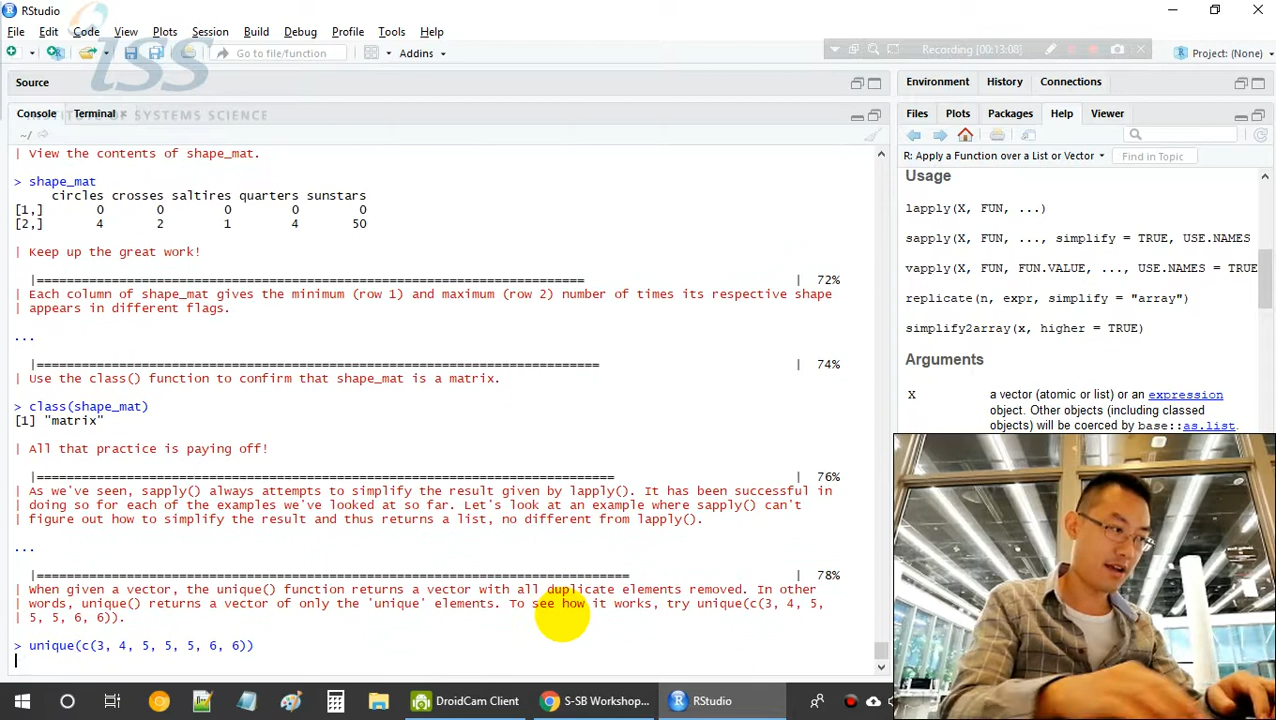 RStudio
File Edit Code View Plots Session Build Debug Profile Tools Help
Go to file/function Addins Recording [00:13:08] Project: (None)
iss
INSTITUTE OF SYSTEMS SCIENCE
Source
Console Terminal ×
~/
| View the contents of shape_mat.
> shape_mat
circles crosses saltires quarters sunstars
[1,] 0 0 0 0 0
[2,] 4 2 1 4 50
| Keep up the great work!
|========================================================================= | 72%
| Each column of shape_mat gives the minimum (row 1) and maximum (row 2) number of times its respective shape
| appears in different flags.
...
|=========================================================================== | 74%
| Use the class() function to confirm that shape_mat is a matrix.
> class(shape_mat)
[1] "matrix"
| All that practice is paying off!
|============================================================================= | 76%
| As we've seen, sapply() always attempts to simplify the result given by lapply(). It has been successful in
| doing so for each of the examples we've looked at so far. Let's look at an example where sapply() can't
| figure out how to simplify the result and thus returns a list, no different from lapply().
...
|=============================================================================== | 78%
| When given a vector, the unique() function returns a vector with all duplicate elements removed. In other
| words, unique() returns a vector of only the 'unique' elements. To see how it works, try unique(c(3, 4, 5,
| 5, 5, 6, 6)).
> unique(c(3, 4, 5, 5, 5, 6, 6))
Environment History Connections
Files Plots Packages Help Viewer
R: Apply a Function over a List or Vector Find in Topic
Usage
lapply(X, FUN, ...)
sapply(X, FUN, ..., simplify = TRUE, USE.NAMES
vapply(X, FUN, FUN.VALUE, ..., USE.NAMES = TRUE
replicate(n, expr, simplify = "array")
simplify2array(x, higher = TRUE)
Arguments
X a vector (atomic or list) or an expression
object. Other objects (including classed
objects) will be coerced by base::as.list.
DroidCam Client S-SB Workshop... RStudio